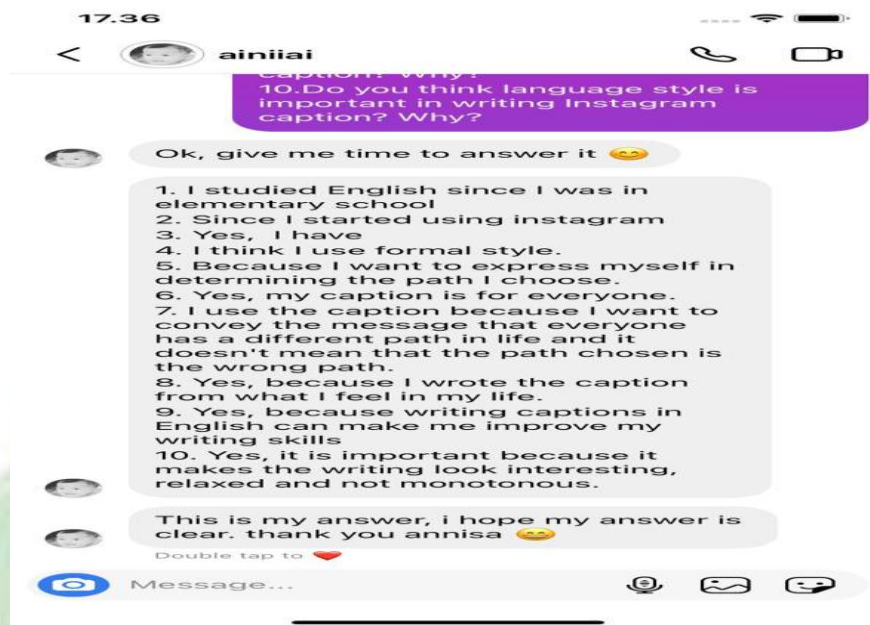 17.36
ainiiai
caption? Why?
10.Do you think language style is
important in writing Instagram
caption? Why?
Ok, give me time to answer it 😊
1. I studied English since I was in
elementary school
2. Since I started using instagram
3. Yes,  I have
4. I think I use formal style.
5. Because I want to express myself in
determining the path I choose.
6. Yes, my caption is for everyone.
7. I use the caption because I want to
convey the message that everyone
has a different path in life and it
doesn't mean that the path chosen is
the wrong path.
8. Yes, because I wrote the caption
from what I feel in my life.
9. Yes, because writing captions in
English can make me improve my
writing skills
10. Yes, it is important because it
makes the writing look interesting,
relaxed and not monotonous.
This is my answer, i hope my answer is
clear. thank you annisa 😄
Double tap to ❤️
Message...